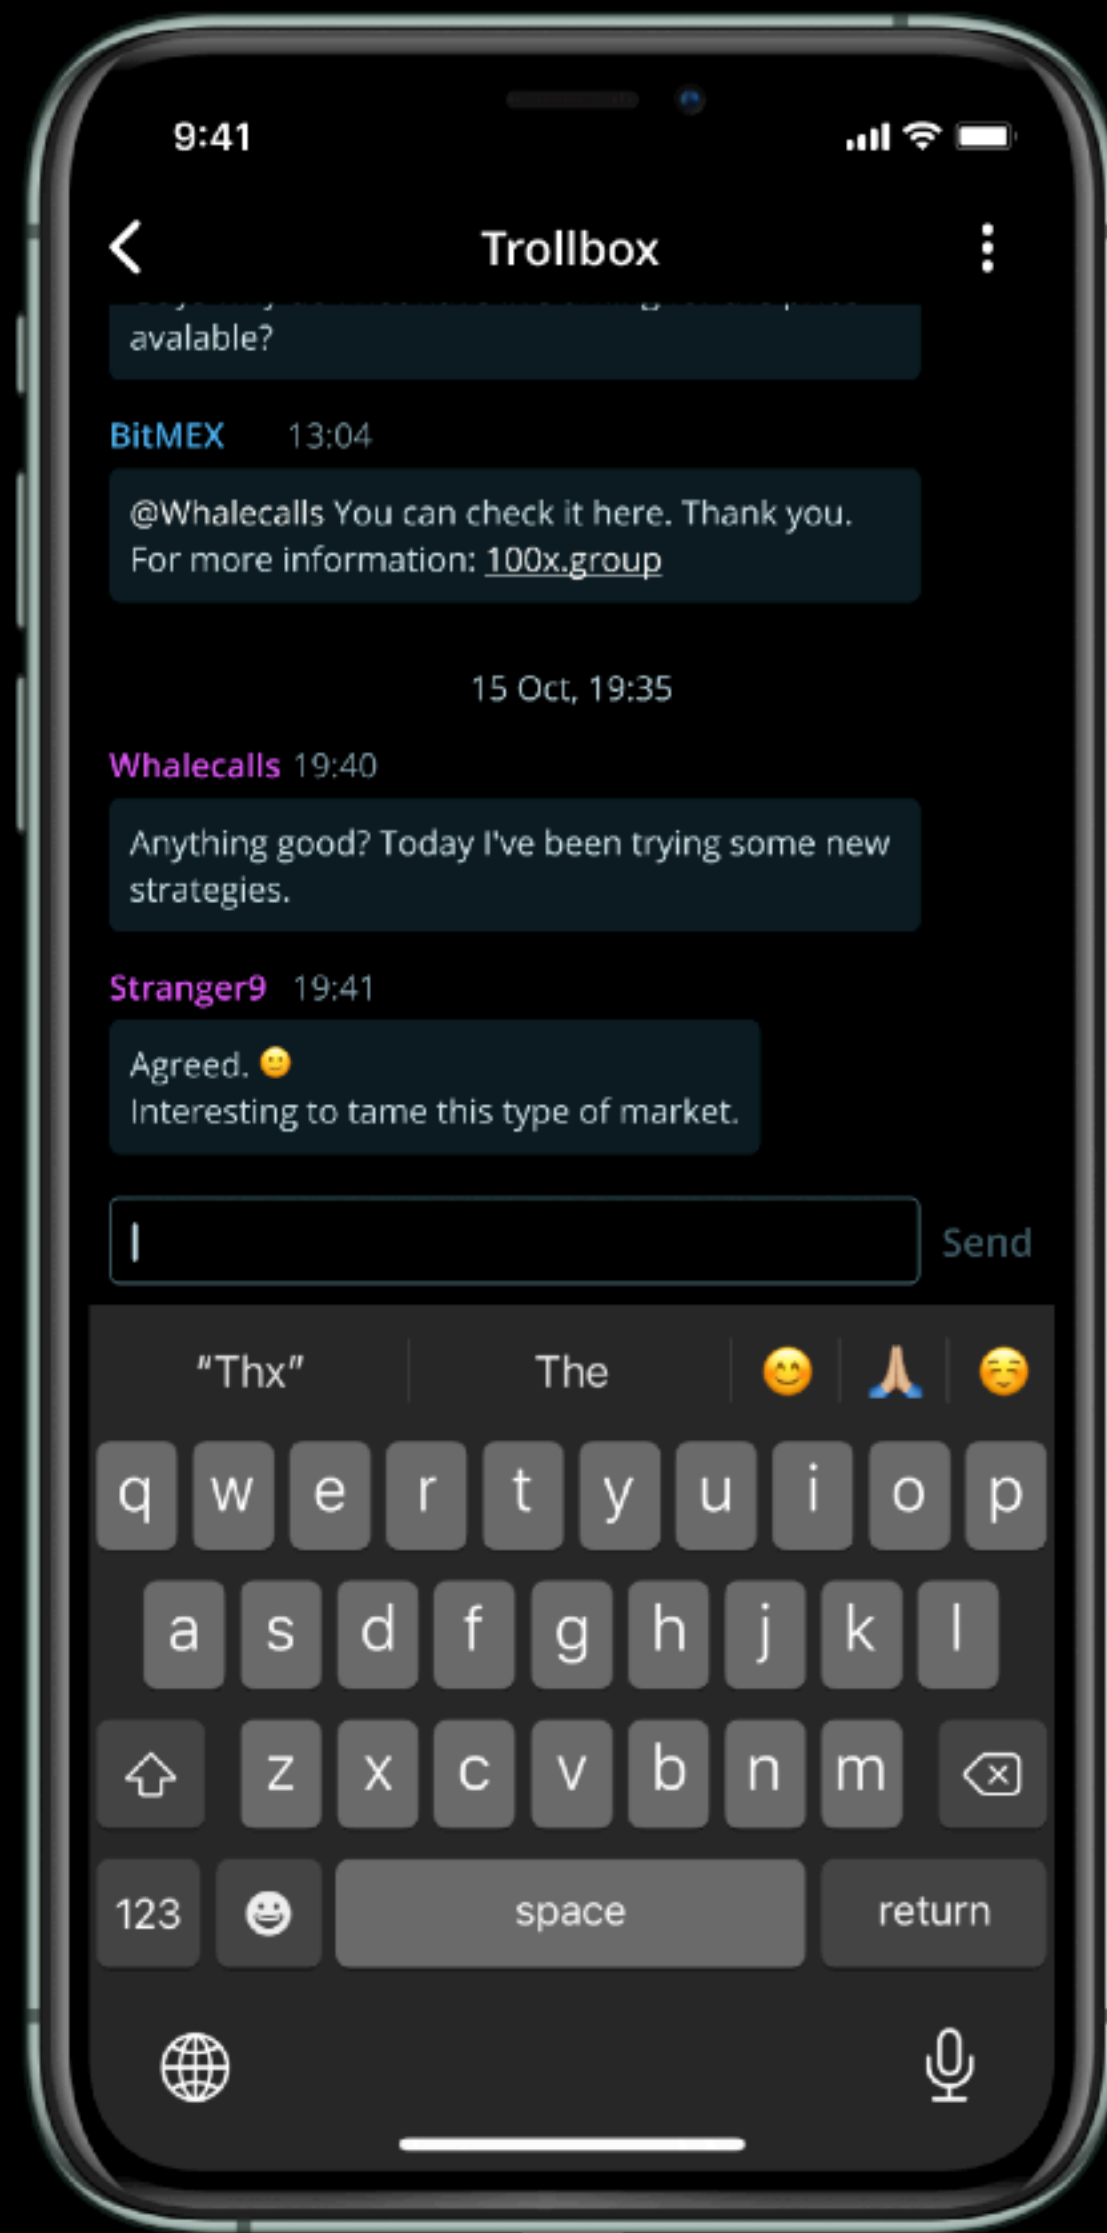 9:41
Trollbox
avalable?
BitMEX 13:04
@Whalecalls You can check it here. Thank you.
For more information: 100x.group
15 Oct, 19:35
Whalecalls 19:40
Anything good? Today I've been trying some new
strategies.
Stranger9 19:41
Agreed. 🙂
Interesting to tame this type of market.
Send
“Thx” The 😊 🙏🏼 ☺️
q w e r t y u i o p
a s d f g h j k l
z x c v b n m
123 space return